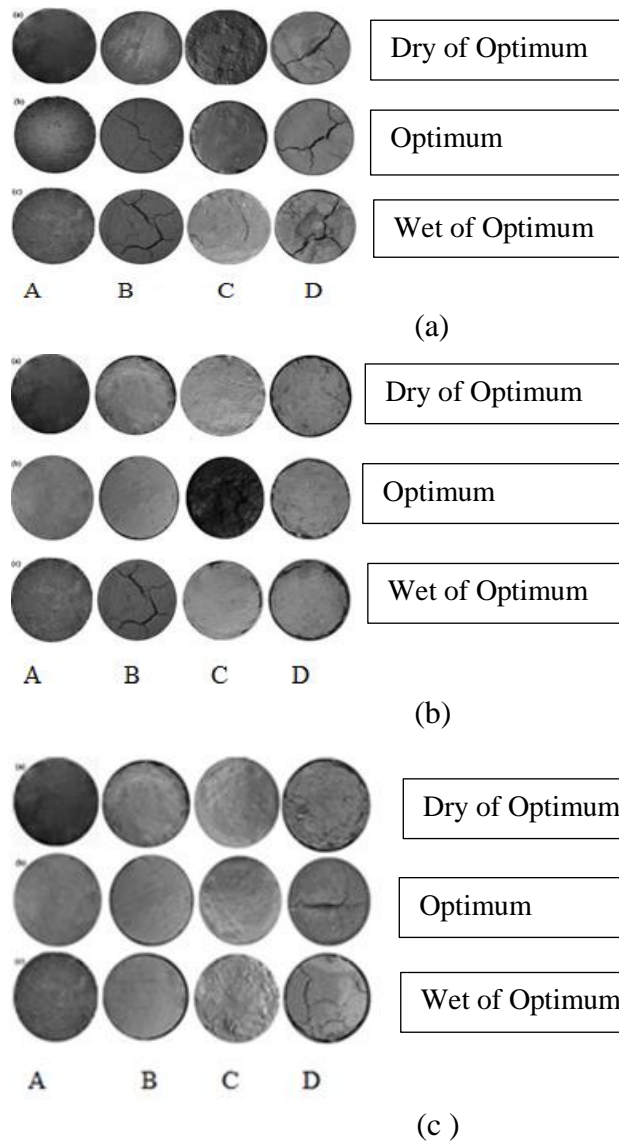 (a)
Dry of Optimum
(b)
Optimum
(c)
Wet of Optimum
A B C D
(a)
(a)
Dry of Optimum
(b)
Optimum
(c)
Wet of Optimum
A B C D
(b)
(a)
Dry of Optimum
(b)
Optimum
(c)
Wet of Optimum
A B C D
(c )